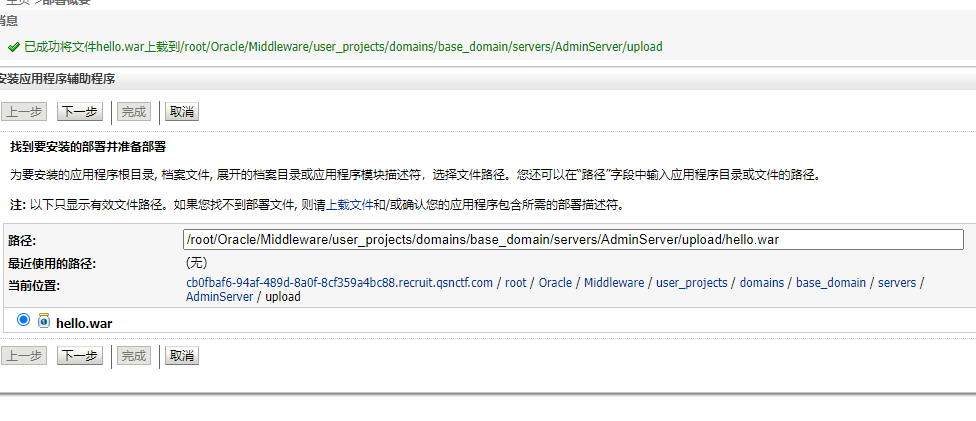 主页 >部署概要
消息
已成功将文件hello.war上载到/root/Oracle/Middleware/user_projects/domains/base_domain/servers/AdminServer/upload
安装应用程序辅助程序
上一步 下一步 完成 取消
找到要安装的部署并准备部署
为要安装的应用程序根目录, 档案文件, 展开的档案目录或应用程序模块描述符，选择文件路径。您还可以在“路径”字段中输入应用程序目录或文件的路径。
注: 以下只显示有效文件路径。如果您找不到部署文件, 则请上载文件和/或确认您的应用程序包含所需的部署描述符。
路径: /root/Oracle/Middleware/user_projects/domains/base_domain/servers/AdminServer/upload/hello.war
最近使用的路径: (无)
当前位置: cb0fbaf6-94af-489d-8a0f-8cf359a4bc88.recruit.qsnctf.com / root / Oracle / Middleware / user_projects / domains / base_domain / servers /
AdminServer / upload
hello.war
上一步 下一步 完成 取消